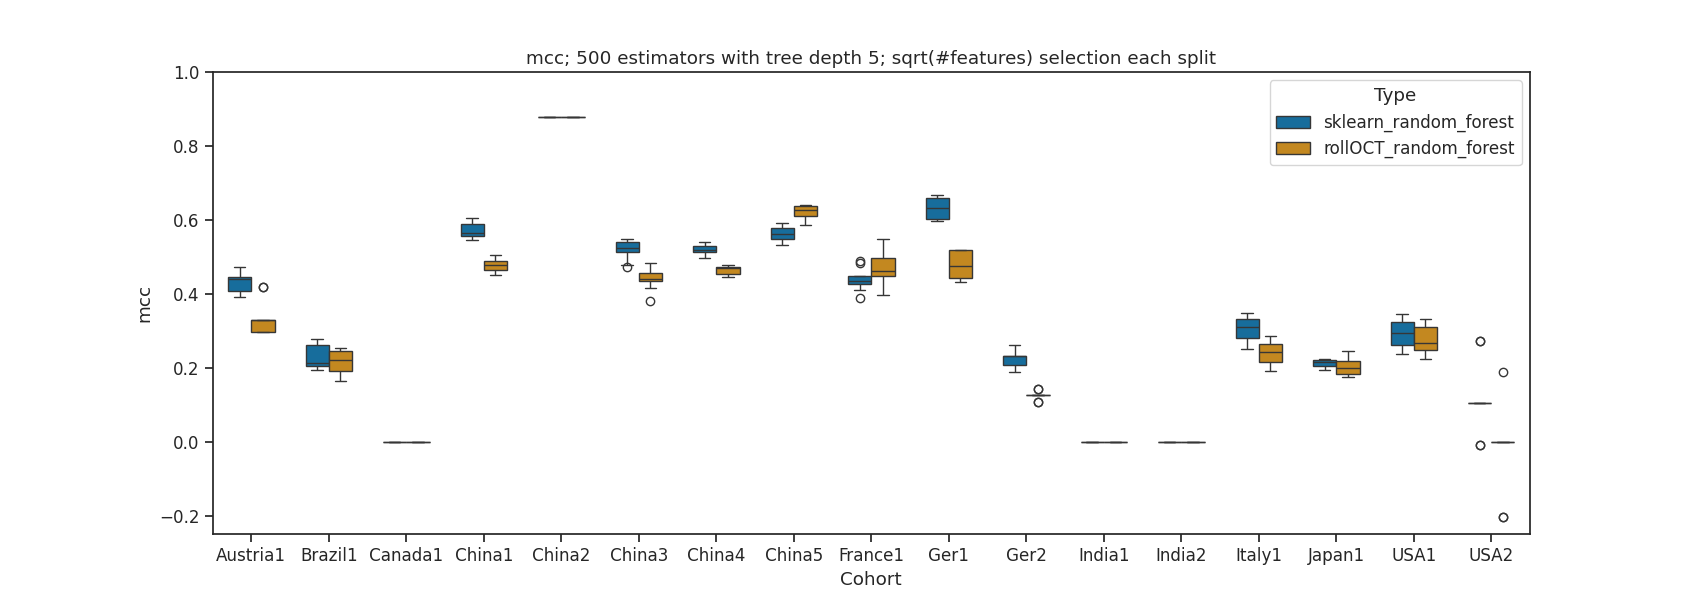 mcc; 500 estimators with tree depth 5; sqrt(#features) selection each split
1.0
0.8
0.6
0.4
0.2
0.0
−0.2
mcc
Type
sklearn_random_forest
rollOCT_random_forest
Austria1 Brazil1 Canada1 China1 China2 China3 China4 China5 France1 Ger1 Ger2 India1 India2 Italy1 Japan1 USA1 USA2
Cohort